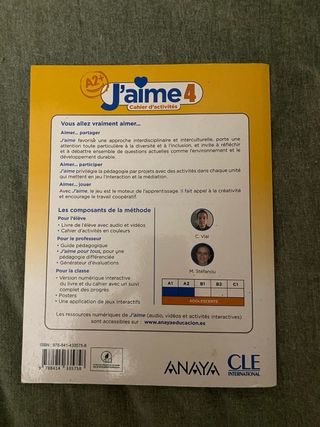 A2+
J'aime 4
Cahier d'activités
Vous allez vraiment aimer...
Aimer... partager
J'aime favorise une approche interdisciplinaire et interculturelle, porte une
attention toute particulière à la diversité et à l'inclusion, et invite à réfléchir
et à débattre ensemble de questions actuelles comme l'environnement et le
développement durable.
Aimer... participer
J'aime privilégie la pédagogie par projets avec des activités dans chaque unité
qui mettent en jeu l'interaction et la médiation.
Aimer... jouer
Avec J'aime, le jeu est le moteur de l'apprentissage. Il fait appel à la créativité
et encourage le travail coopératif.
Les composants de la méthode
Pour l'élève
• Livre de l'élève avec audio et vidéos
• Cahier d'activités en couleurs
Pour le professeur
• Guide pédagogique
• J'aime pour tous, pour une
pédagogie différenciée
• Générateur d'évaluations
Pour la classe
• Version numérique interactive
du livre et du cahier avec un suivi
complet des progrès
• Posters
• Une application de jeux interactifs
C. Vial
M. Stefanou
A1 A2 B1 B2 C1
ADOLESCENTS
Les ressources numériques de J'aime (audio, vidéos et activités interactives)
sont accessibles sur : www.anayaeducacion.es
ISBN : 978-841-433575-8
9 788414 335758
ANAYA
CLE
INTERNATIONAL